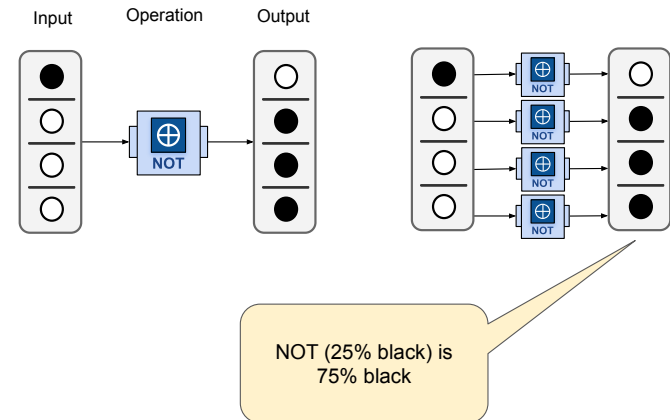 Input
Operation
Output
NOT
NOT
NOT
NOT
NOT
NOT (25% black) is
75% black